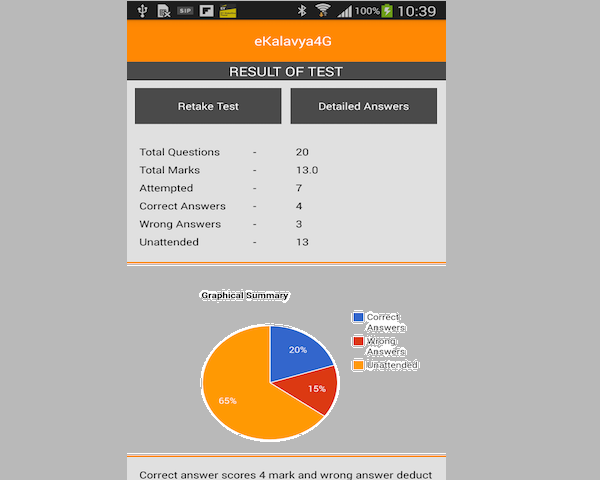 SIP 100% 10:39
eKalavya4G
RESULT OF TEST
Retake Test Detailed Answers
Total Questions - 20
Total Marks - 13.0
Attempted - 7
Correct Answers - 4
Wrong Answers - 3
Unattended - 13
Graphical Summary
Correct
Answers
Wrong
Answers
Unattended
20%
15%
65%
Correct answer scores 4 mark and wrong answer deduct